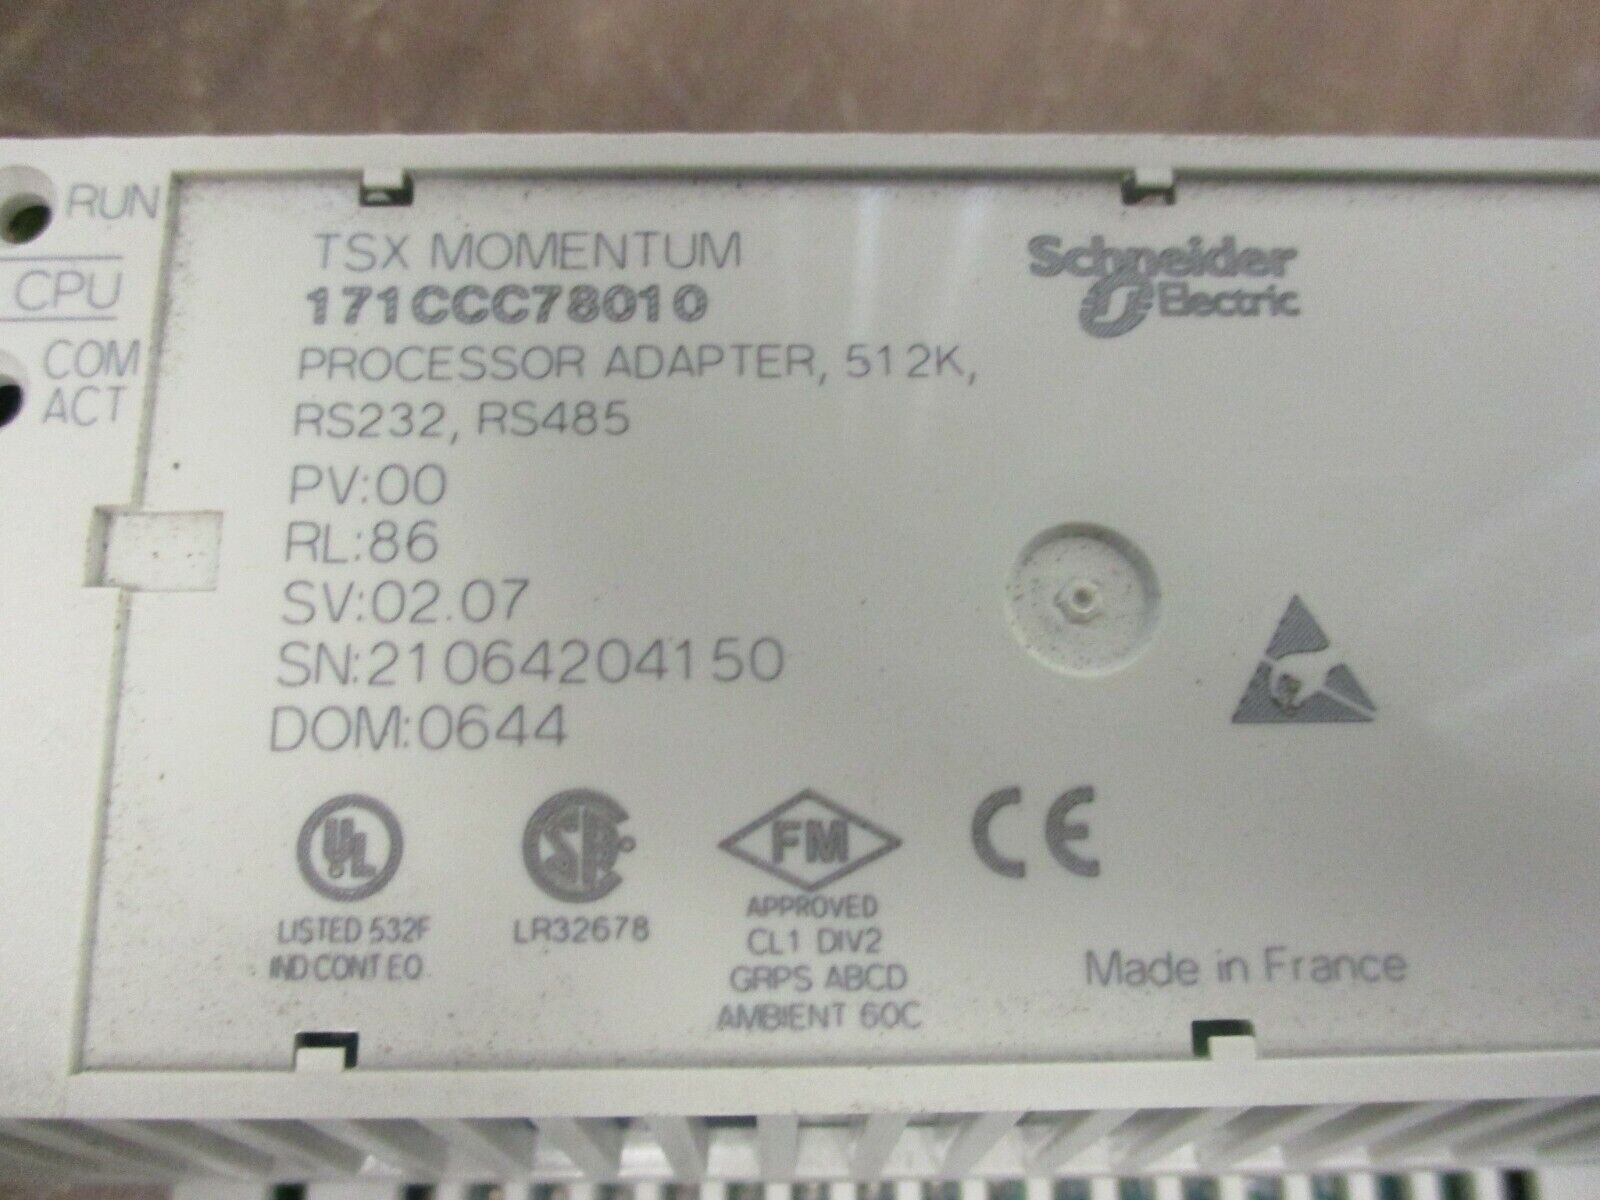 RUN
CPU
COM
ACT
TSX MOMENTUM
171CCC78010
PROCESSOR ADAPTER, 512K,
RS232, RS485
PV:00
RL:86
SV:02.07
SN:21064204150
DOM:0644
Schneider
Electric
UL
LISTED 532F
IND CONT EQ
LR32678
FM
APPROVED
CL1 DIV2
GRPS ABCD
AMBIENT 60C
CE
Made in France